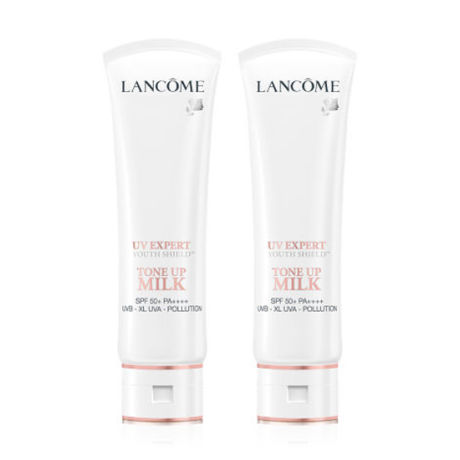 LANCÔME
UV EXPERT
YOUTH SHIELD™
TONE UP
MILK
SPF 50+ PA++++
UVB - XL UVA - POLLUTION
LANCÔME
UV EXPERT
YOUTH SHIELD™
TONE UP
MILK
SPF 50+ PA++++
UVB - XL UVA - POLLUTION